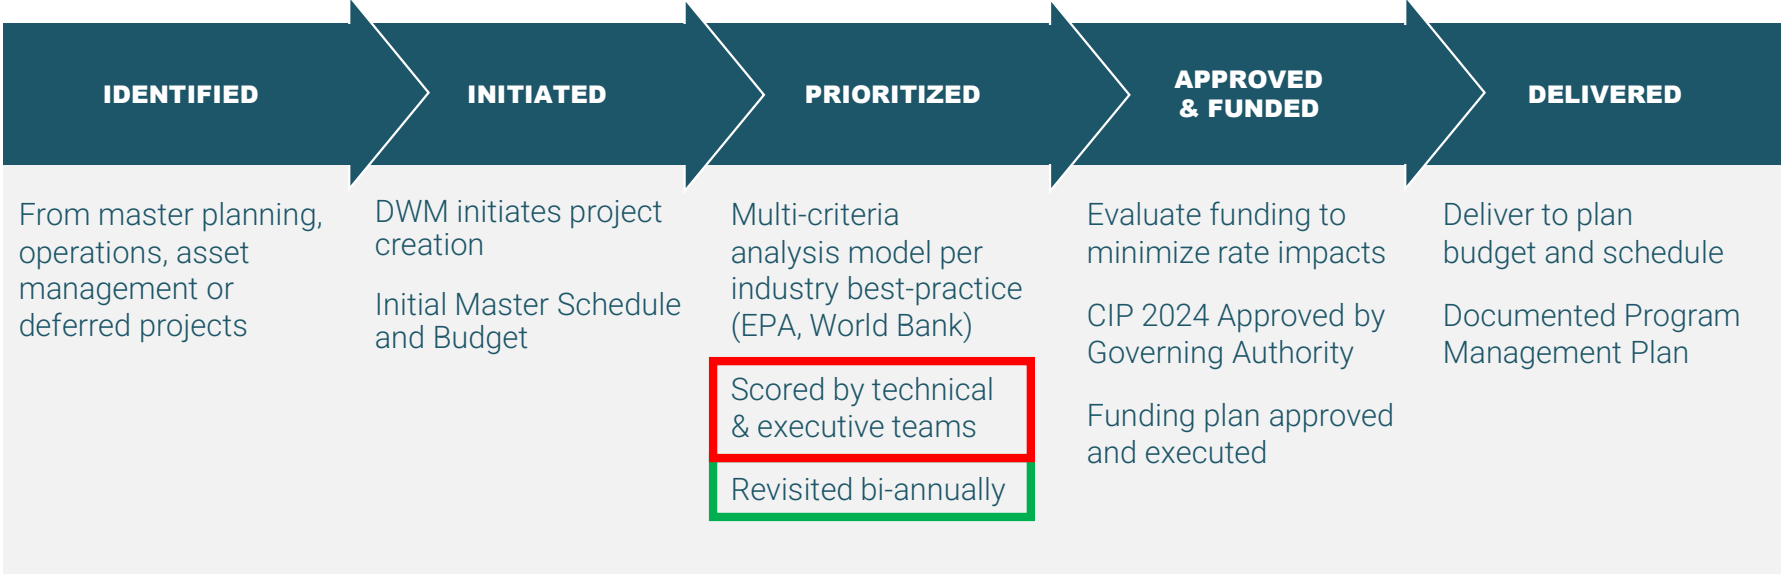 IDENTIFIED
From master planning,
operations, asset
management or
deferred projects
INITIATED
DWM initiates project
creation
Initial Master Schedule
and Budget
PRIORITIZED
Multi-criteria
analysis model per
industry best-practice
(EPA, World Bank)
Scored by technical
& executive teams
Revisited bi-annually
APPROVED
& FUNDED
Evaluate funding to
minimize rate impacts
CIP 2024 Approved by
Governing Authority
Funding plan approved
and executed
DELIVERED
Deliver to plan
budget and schedule
Documented Program
Management Plan